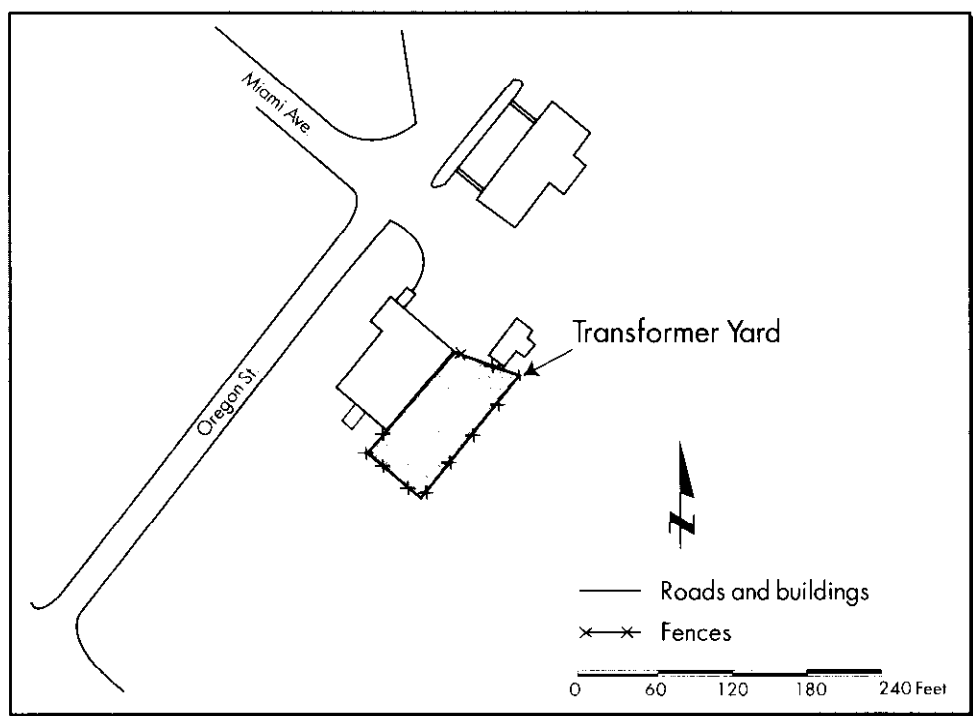 Miami Ave.
Transformer Yard
Oregon St.
Roads and buildings
Fences
0 60 120 180 240 Feet